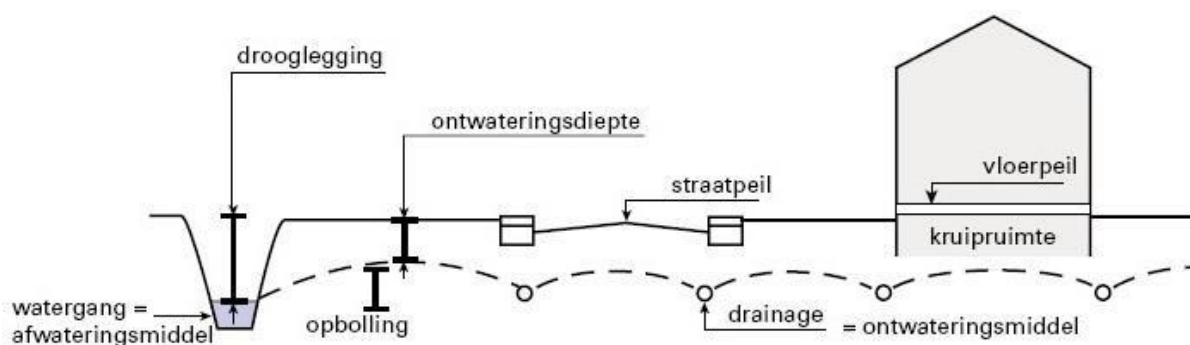 drooglegging
ontwateringsdiepte
straatpeil
vloerpeil
kruipruimte
watergang =
afwateringsmiddel
opbolling
drainage = ontwateringsmiddel